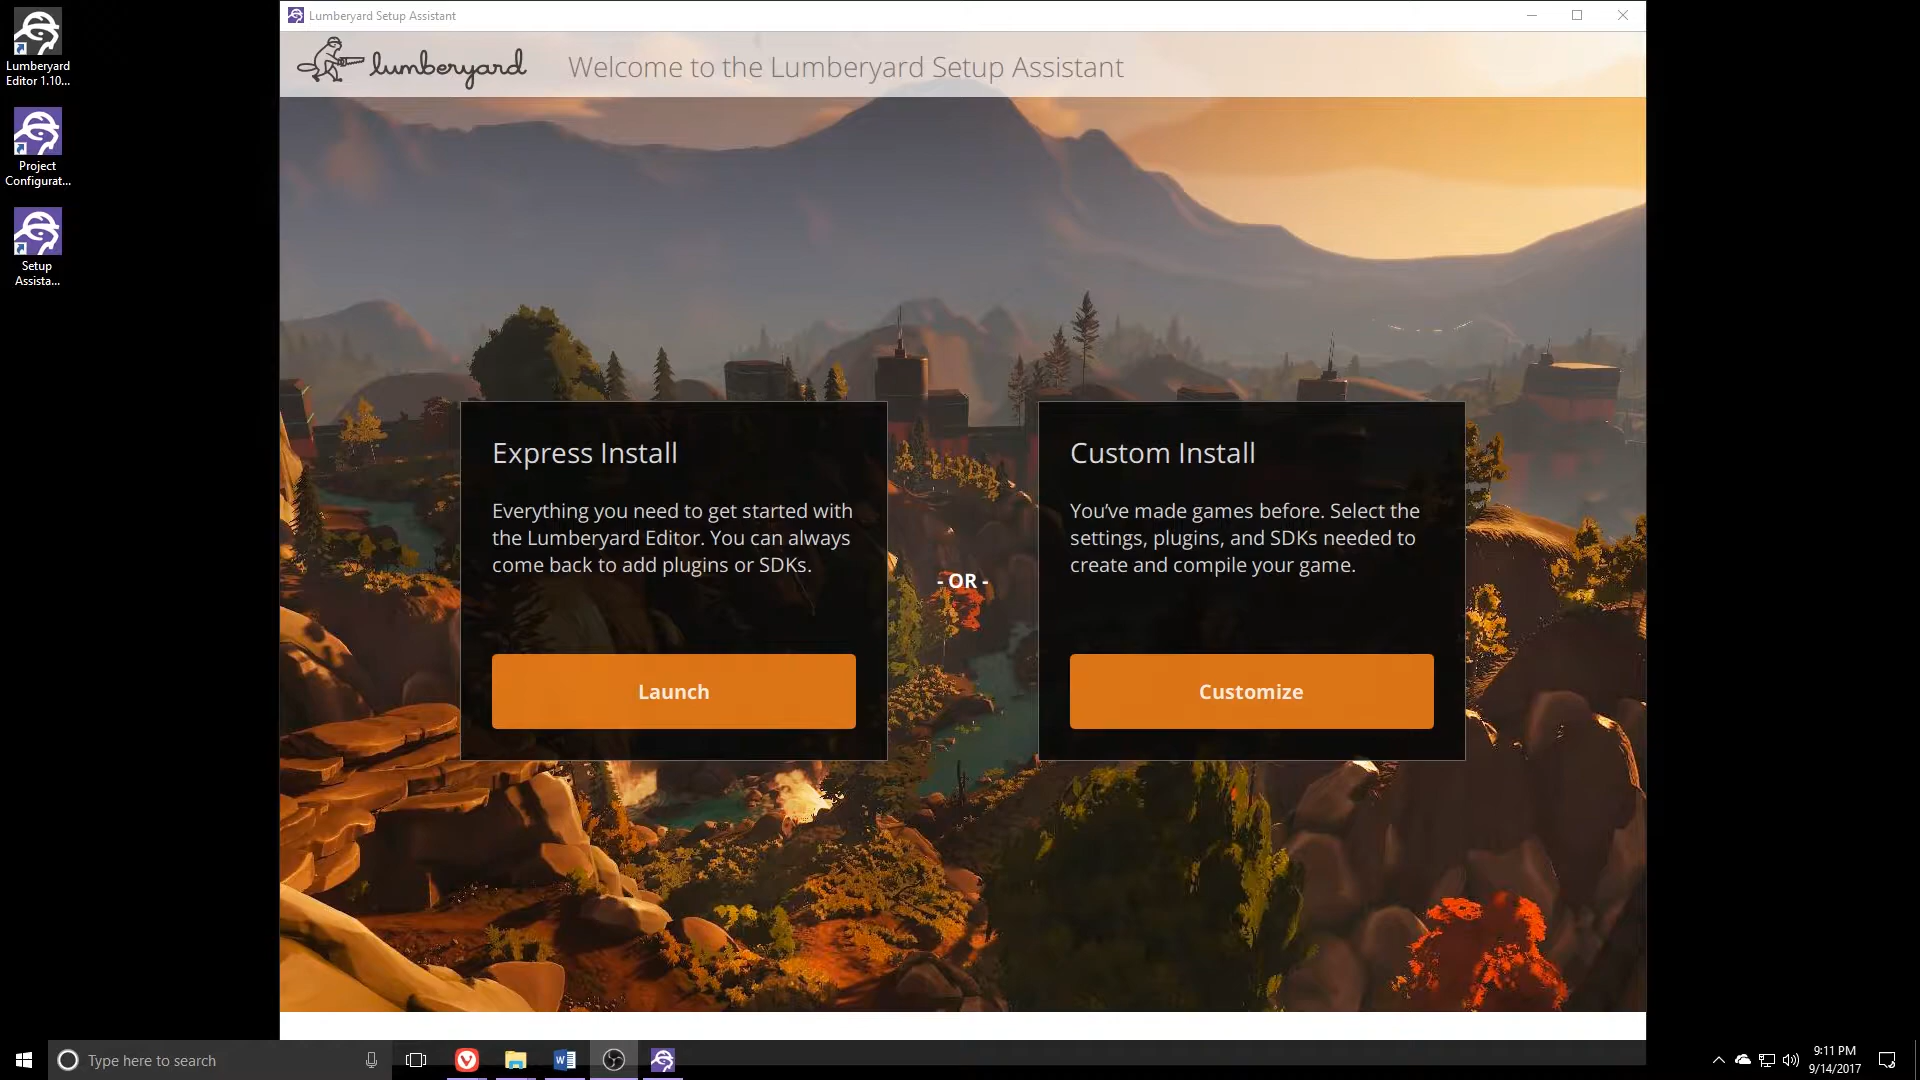 Lumberyard Setup Assistant
lumberyard
Welcome to the Lumberyard Setup Assistant
Lumberyard
Editor 1.10...
Project
Configurat...
Setup
Assista...
Express Install
Everything you need to get started with
the Lumberyard Editor. You can always
come back to add plugins or SDKs.
Launch
- OR -
Custom Install
You've made games before. Select the
settings, plugins, and SDKs needed to
create and compile your game.
Customize
Type here to search
9:11 PM
9/14/2017